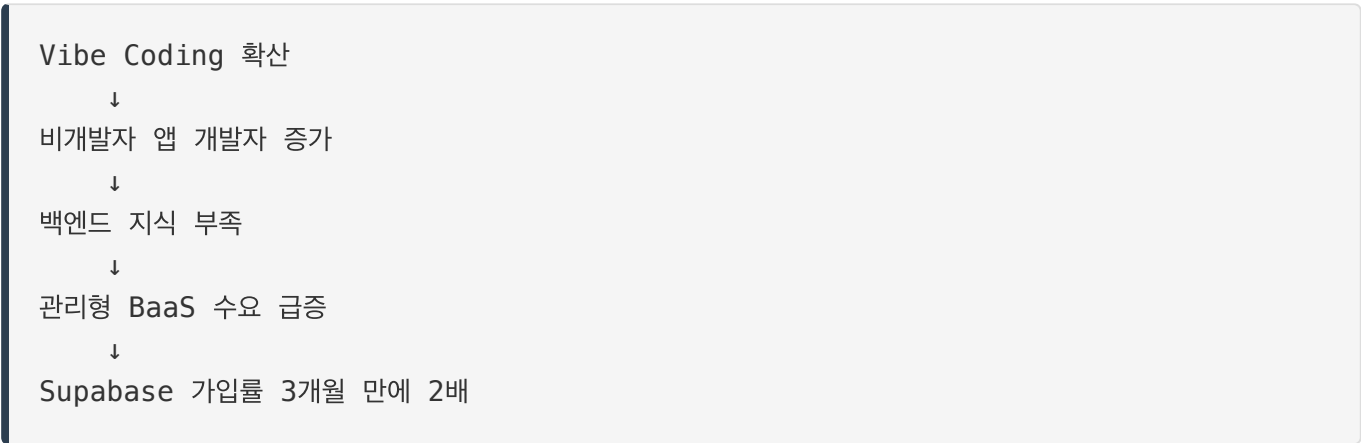 Vibe Coding 확산
↓
비개발자 앱 개발자 증가
↓
백엔드 지식 부족
↓
관리형 BaaS 수요 급증
↓
Supabase 가입률 3개월 만에 2배